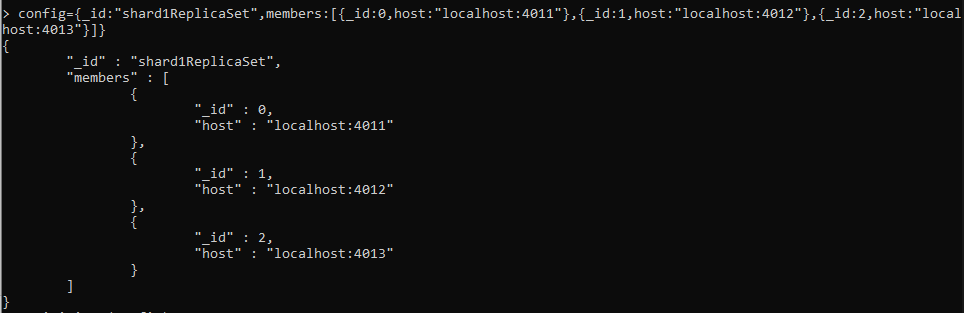 > config={_id:"shard1ReplicaSet",members:[{_id:0,host:"localhost:4011"},{_id:1,host:"localhost:4012"},{_id:2,host:"local
host:4013"}]}
{
        "_id" : "shard1ReplicaSet",
        "members" : [
                {
                        "_id" : 0,
                        "host" : "localhost:4011"
                },
                {
                        "_id" : 1,
                        "host" : "localhost:4012"
                },
                {
                        "_id" : 2,
                        "host" : "localhost:4013"
                }
        ]
}